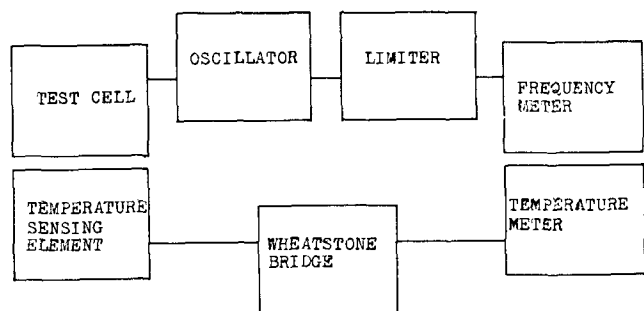 OSCILLATOR
LIMITER
TEST CELL
FREQUENCY
METER
TEMPERATURE
SENSING
ELEMENT
WHEATSTONE
BRIDGE
TEMPERATURE
METER